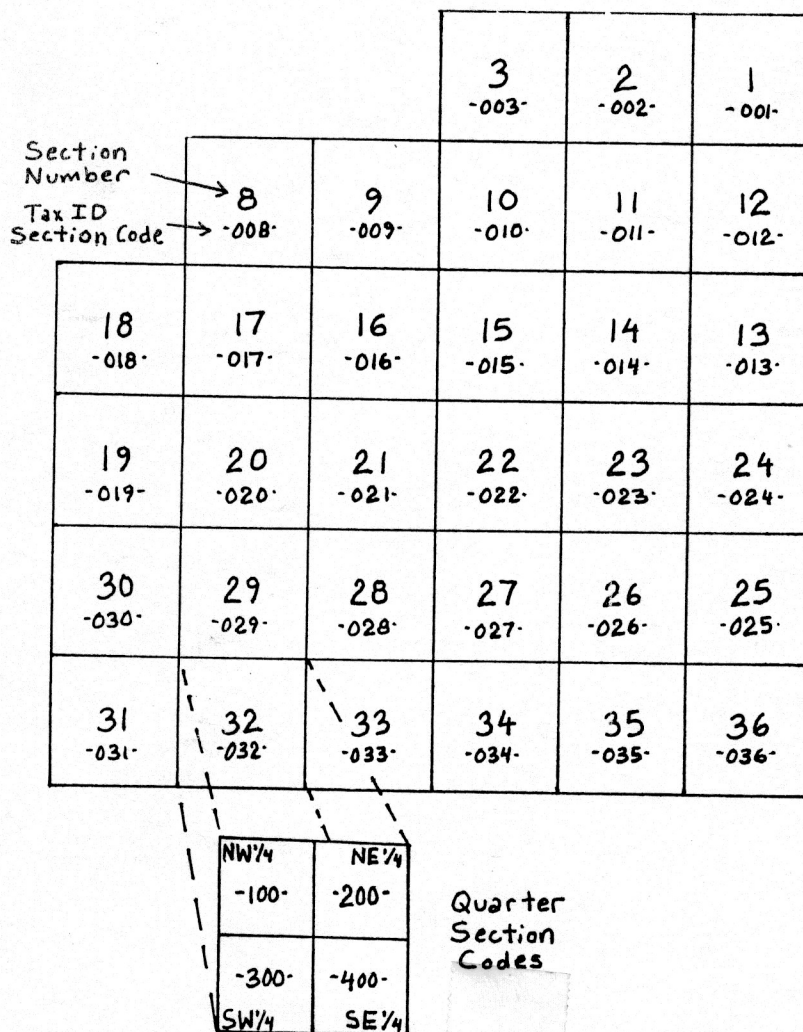 3 2 1
-003- -002- -001-
Section
Number
8 9 10 11 12
Tax ID
Section Code
-008- -009- -010- -011- -012-
18 17 16 15 14 13
-018- -017- -016- -015- -014- -013-
19 20 21 22 23 24
-019- -020- -021- -022- -023- -024-
30 29 28 27 26 25
-030- -029- -028- -027- -026- -025-
31 32 33 34 35 36
-031- -032- -033- -034- -035- -036-
NW1/4 NE1/4
-100- -200-
Quarter
Section
Codes
-300- -400-
SW1/4 SE1/4